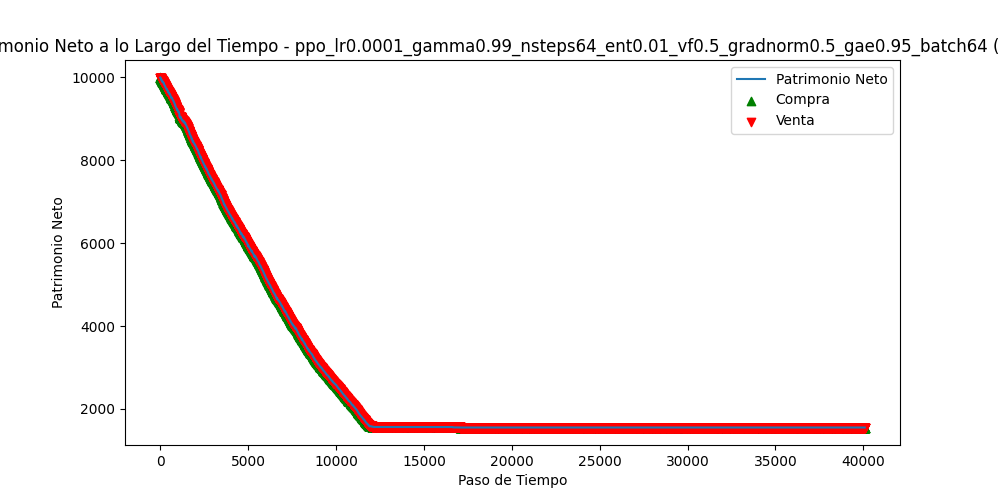 monio Neto a lo Largo del Tiempo - ppo_lr0.0001_gamma0.99_nsteps64_ent0.01_vf0.5_gradnorm0.5_gae0.95_batch64 (
Patrimonio Neto
Compra
Venta
10000
8000
6000
4000
2000
Patrimonio Neto
0 5000 10000 15000 20000 25000 30000 35000 40000
Paso de Tiempo